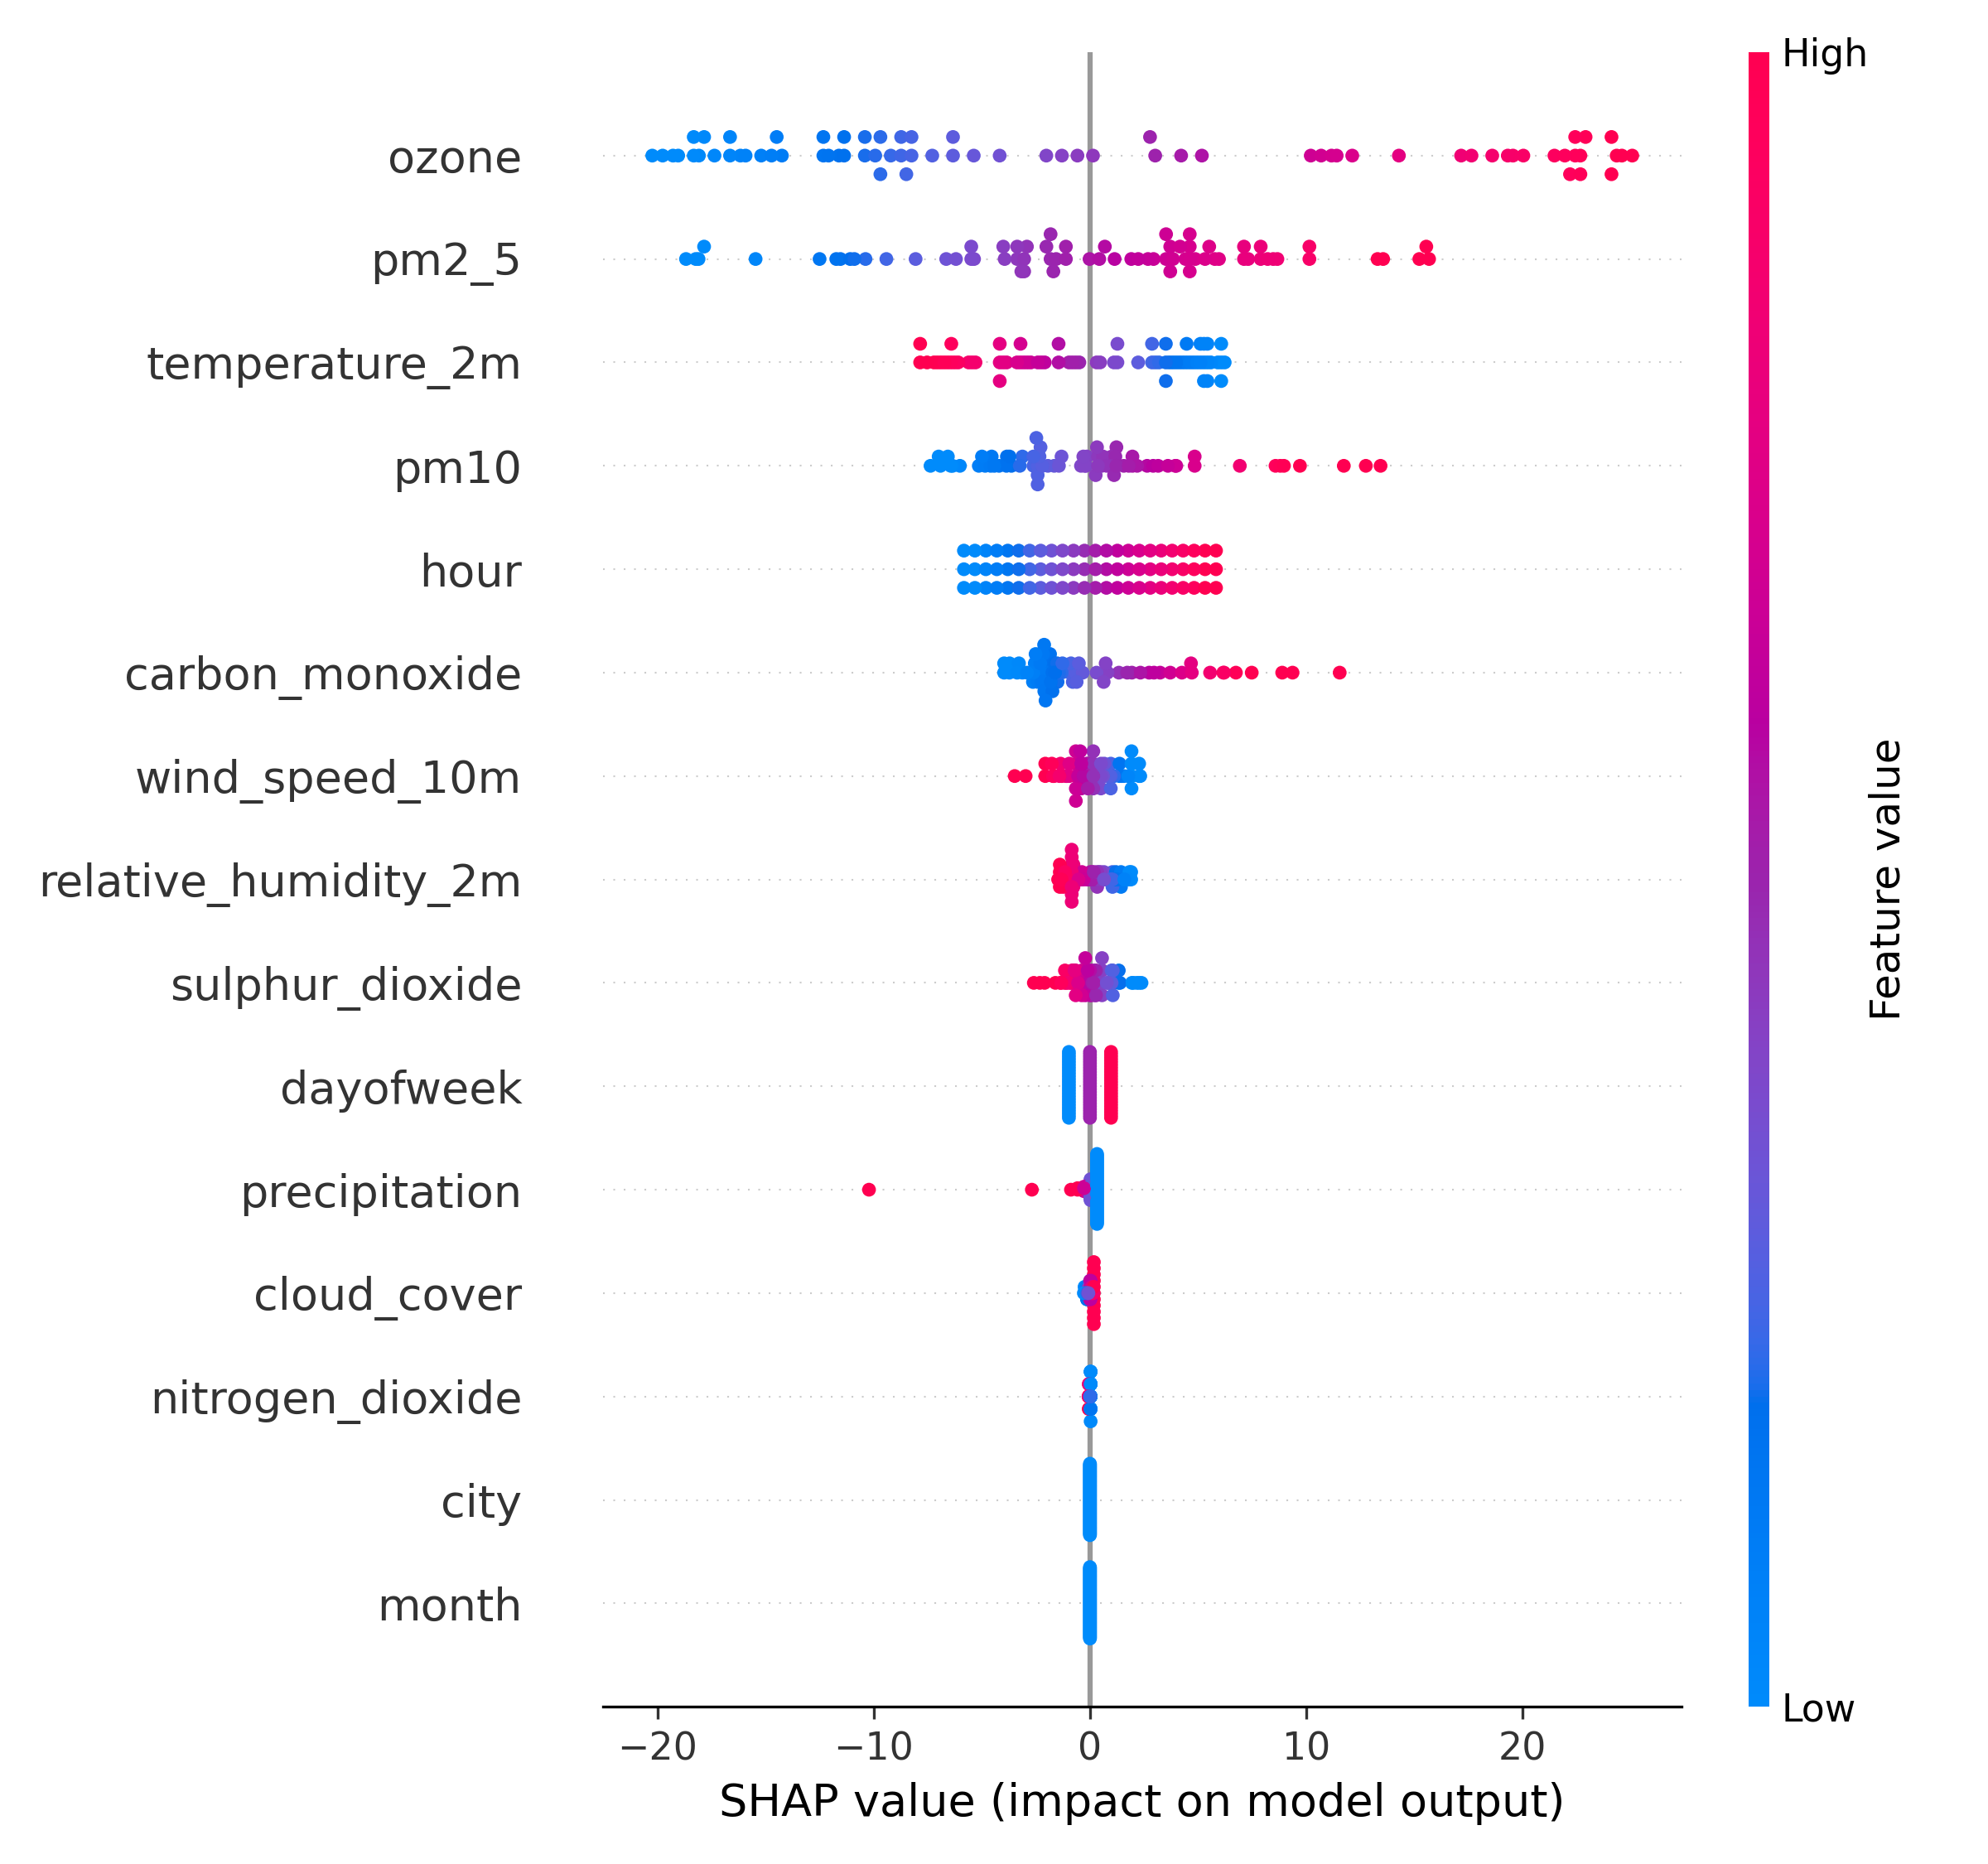 High
ozone
pm2_5
temperature_2m
pm10
hour
carbon_monoxide
wind_speed_10m
relative_humidity_2m
sulphur_dioxide
dayofweek
precipitation
cloud_cover
nitrogen_dioxide
city
month
Feature value
Low
−20 −10 0 10 20
SHAP value (impact on model output)